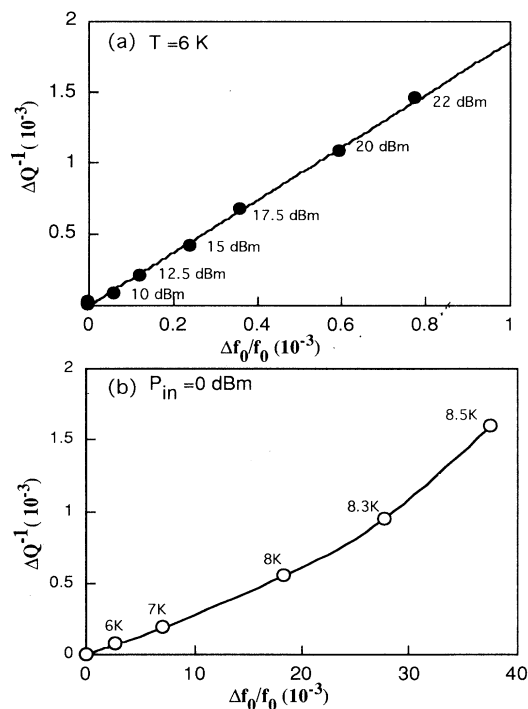 (a) T =6 K
2
1.5
1
0.5
0
ΔQ⁻¹(10⁻³)
22 dBm
20 dBm
17.5 dBm
15 dBm
12.5 dBm
10 dBm
0 0.2 0.4 0.6 0.8 1
Δf₀/f₀ (10⁻³)
(b) Pin =0 dBm
2
1.5
1
0.5
0
ΔQ⁻¹(10⁻³)
8.5K
8.3K
8K
7K
6K
0 10 20 30 40
Δf₀/f₀ (10⁻³)